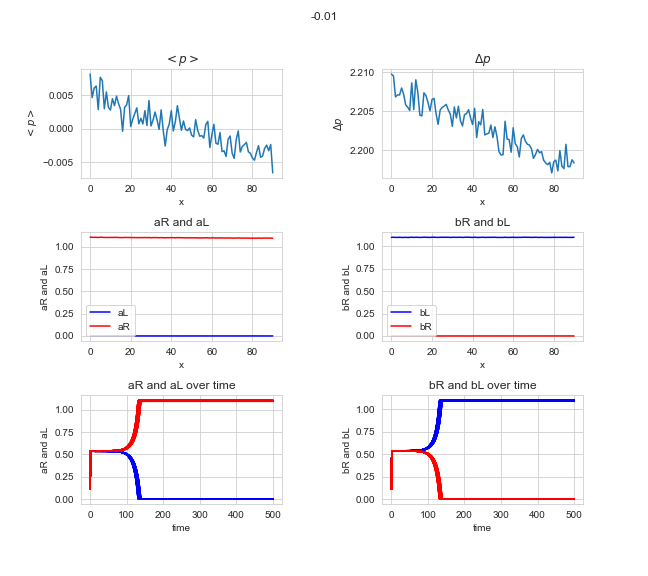 -0.01
< p >
Δp
0.005
0.000
−0.005
< p >
0 20 40 60 80
x
2.210
2.205
2.200
Δp
0 20 40 60 80
x
aR and aL
bR and bL
1.00
0.75
0.50
0.25
0.00
aR and aL
aL
aR
0 20 40 60 80
x
1.00
0.75
0.50
0.25
0.00
bR and bL
bL
bR
0 20 40 60 80
x
aR and aL over time
bR and bL over time
1.00
0.75
0.50
0.25
0.00
aR and aL
0 100 200 300 400 500
time
1.00
0.75
0.50
0.25
0.00
bR and bL
0 100 200 300 400 500
time